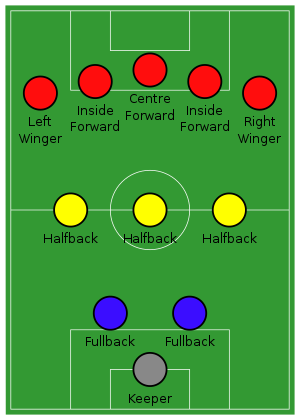 Centre
Forward
Inside
Forward
Inside
Forward
Left
Winger
Right
Winger
Halfback
Halfback
Halfback
Fullback
Fullback
Keeper